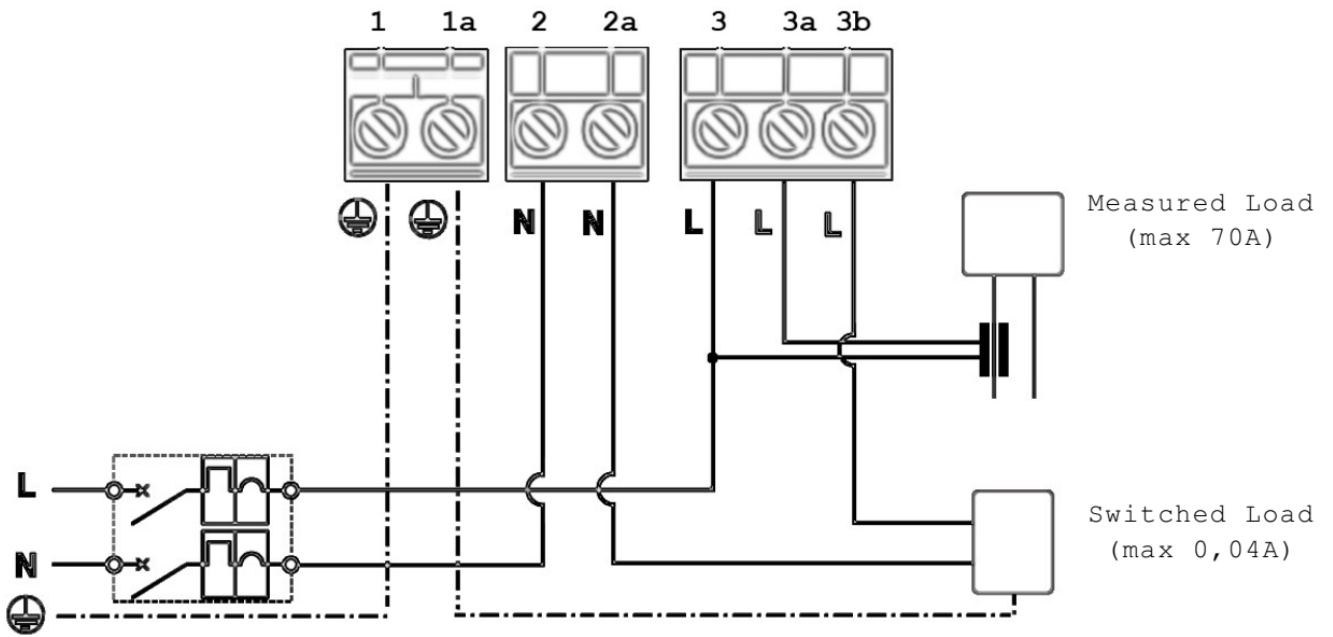 1 1a 2 2a 3 3a 3b
N N L L L
Measured Load
(max 70A)
L
Switched Load
(max 0,04A)
N